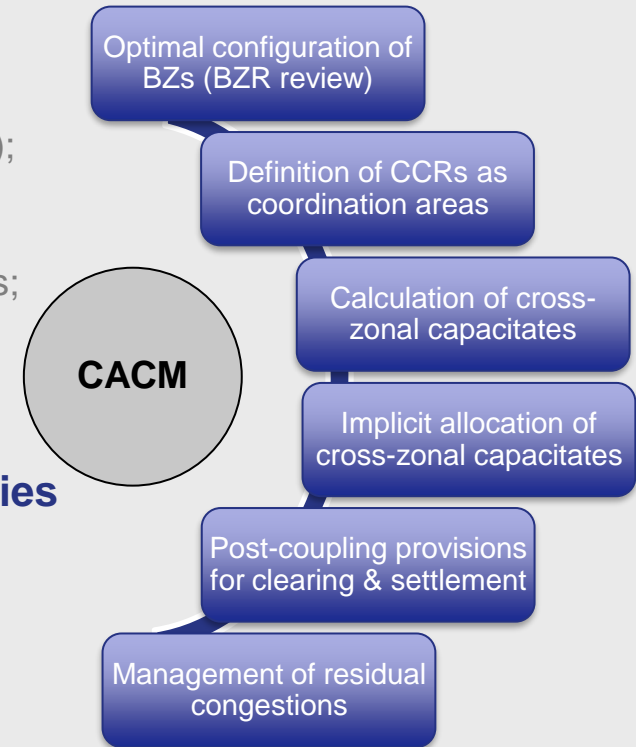 Optimal configuration of
BZs (BZR review)
);
Definition of CCRs as
coordination areas
s;
Calculation of cross-
zonal capacitates
CACM
Implicit allocation of
cross-zonal capacitates
ies
Post-coupling provisions
for clearing & settlement
Management of residual
congestions